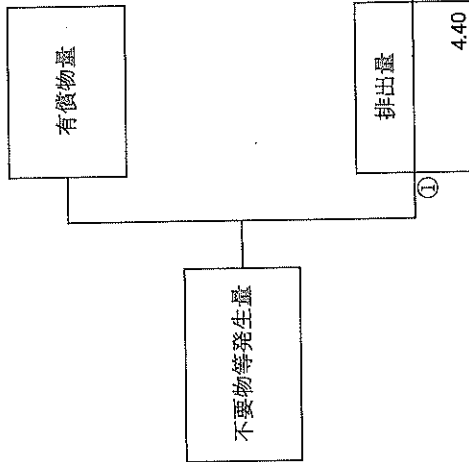 有償物量
不要物等発生量
排出量
①
4.40